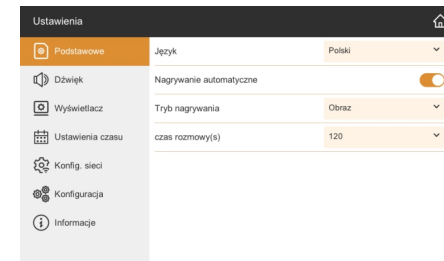 Ustawienia
Podstawowe
Język
Polski
Dźwięk
Nagrywanie automatyczne
Wyświetlacz
Tryb nagrywania
Obraz
Ustawienia czasu
czas rozmowy(s)
120
Konfig. sieci
Konfiguracja
Informacje